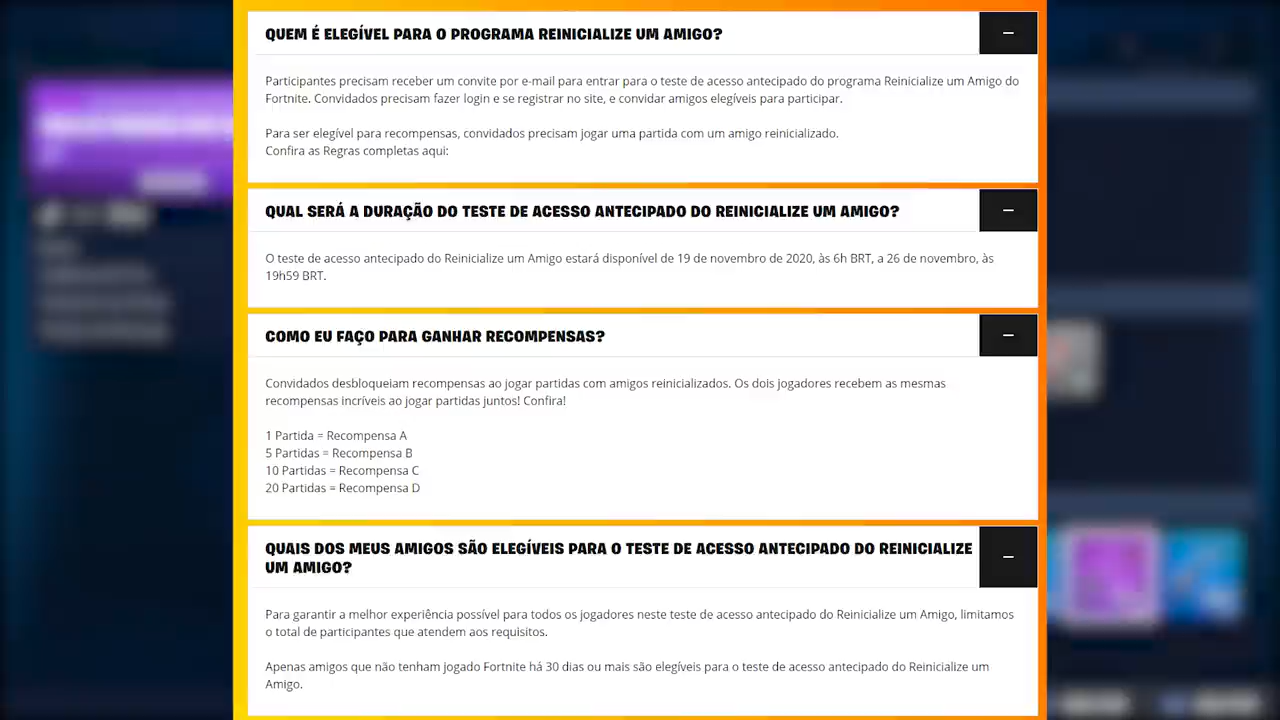 QUEM É ELEGÍVEL PARA O PROGRAMA REINICIALIZE UM AMIGO?
Participantes precisam receber um convite por e-mail para entrar para o teste de acesso antecipado do programa Reinicialize um Amigo do
Fortnite. Convidados precisam fazer login e se registrar no site, e convidar amigos elegíveis para participar.
Para ser elegível para recompensas, convidados precisam jogar uma partida com um amigo reinicializado.
Confira as Regras completas aqui:
QUAL SERÁ A DURAÇÃO DO TESTE DE ACESSO ANTECIPADO DO REINICIALIZE UM AMIGO?
O teste de acesso antecipado do Reinicialize um Amigo estará disponível de 19 de novembro de 2020, às 6h BRT, a 26 de novembro, às
19h59 BRT.
COMO EU FAÇO PARA GANHAR RECOMPENSAS?
Convidados desbloqueiam recompensas ao jogar partidas com amigos reinicializados. Os dois jogadores recebem as mesmas
recompensas incríveis ao jogar partidas juntos! Confira!
1 Partida = Recompensa A
5 Partidas = Recompensa B
10 Partidas = Recompensa C
20 Partidas = Recompensa D
QUAIS DOS MEUS AMIGOS SÃO ELEGÍVEIS PARA O TESTE DE ACESSO ANTECIPADO DO REINICIALIZE
UM AMIGO?
Para garantir a melhor experiência possível para todos os jogadores neste teste de acesso antecipado do Reinicialize um Amigo, limitamos
o total de participantes que atendem aos requisitos.
Apenas amigos que não tenham jogado Fortnite há 30 dias ou mais são elegíveis para o teste de acesso antecipado do Reinicialize um
Amigo.